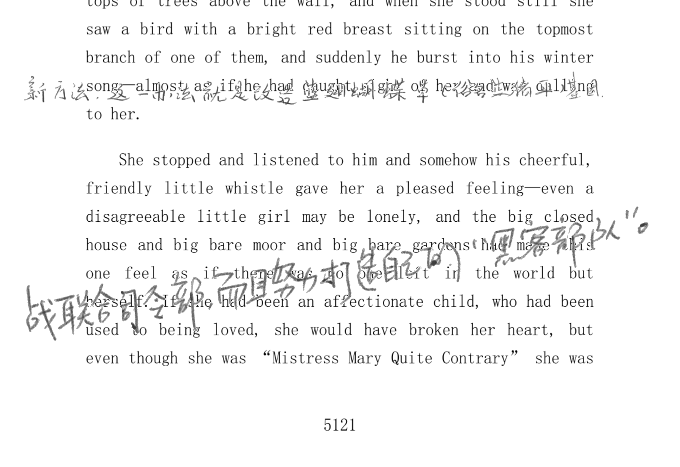 tops of trees above the wall, and when she stood still she
saw a bird with a bright red breast sitting on the topmost
branch of one of them, and suddenly he burst into his winter
song—almost as if he had caught sight of her and was calling
新方法.这一方法就是改造
to her.
She stopped and listened to him and somehow his cheerful,
friendly little whistle gave her a pleased feeling—even a
disagreeable little girl may be lonely, and the big closed
house and big bare moor and big bare gardens had made this
one feel as if there was no one left in the world but
战联合司令部而且努力打造自己的“黑客部队”。
herself. If she had been an affectionate child, who had been
used to being loved, she would have broken her heart, but
even though she was “Mistress Mary Quite Contrary” she was
5121